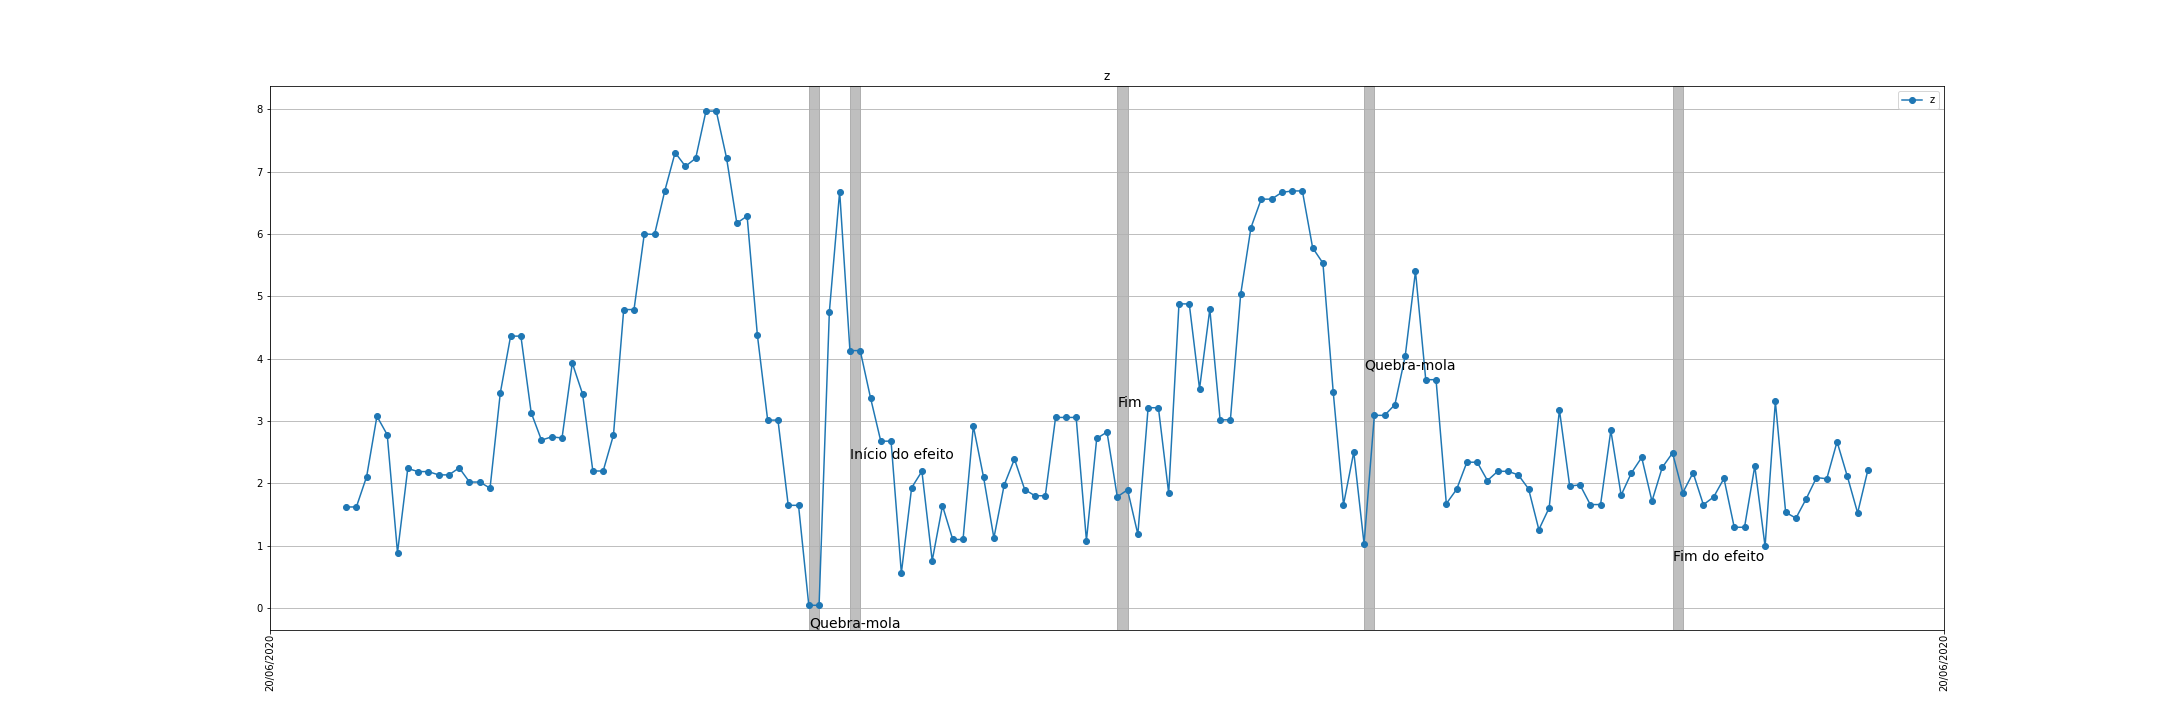 z
z
8
7
6
5
4
3
2
1
0
Quebra-mola
Fim
Início do efeito
Fim do efeito
Quebra-mola
20/06/2020
20/06/2020